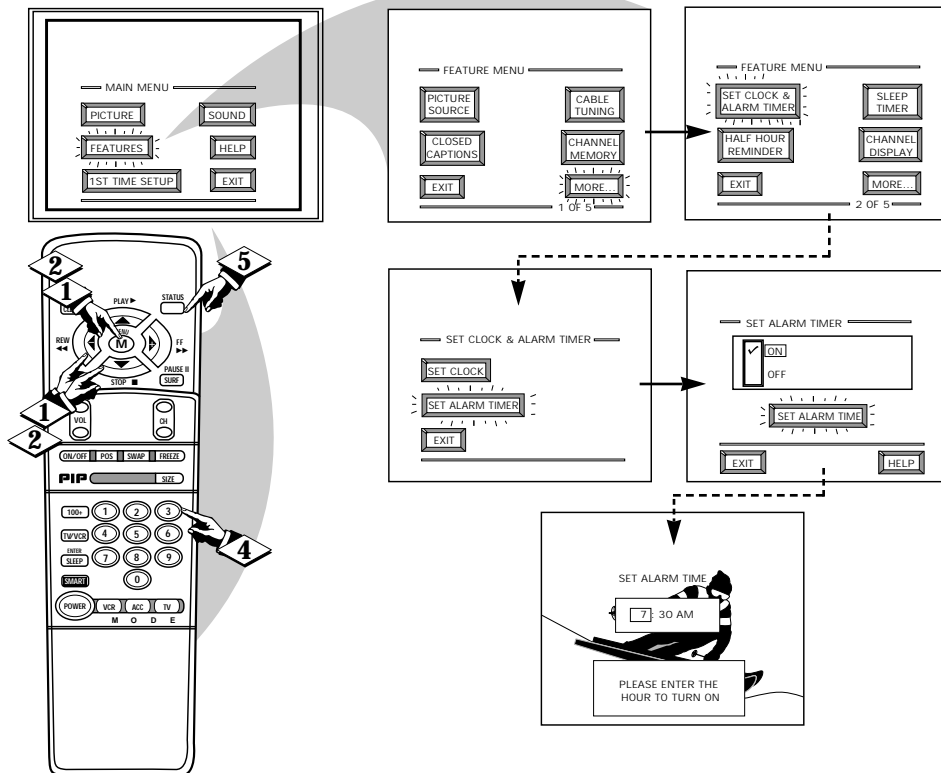 MAIN MENU
PICTURE
SOUND
FEATURES
HELP
1ST TIME SETUP
EXIT
FEATURE MENU
PICTURE
SOURCE
CABLE
TUNING
CLOSED
CAPTIONS
CHANNEL
MEMORY
EXIT
MORE...
1 OF 5
FEATURE MENU
SET CLOCK &
ALARM TIMER
SLEEP
TIMER
HALF HOUR
REMINDER
CHANNEL
DISPLAY
EXIT
MORE...
2 OF 5
2
1
5
PLAY ▶
STATUS
MENU
M
REW
◀◀
FF
▶▶
STOP ■
PAUSE II
SURF
1
2
VOL
CH
ON/OFF POS SWAP FREEZE
PIP
SIZE
100+ 1 2 3
TV/VCR 4 5 6
ENTER
SLEEP 7 8 9
4
SMART 0
POWER VCR ACC TV
M O D E
SET CLOCK & ALARM TIMER
SET CLOCK
SET ALARM TIMER
EXIT
SET ALARM TIMER
✓ ON
OFF
SET ALARM TIME
EXIT
HELP
SET ALARM TIME
7 : 30 AM
PLEASE ENTER THE
HOUR TO TURN ON